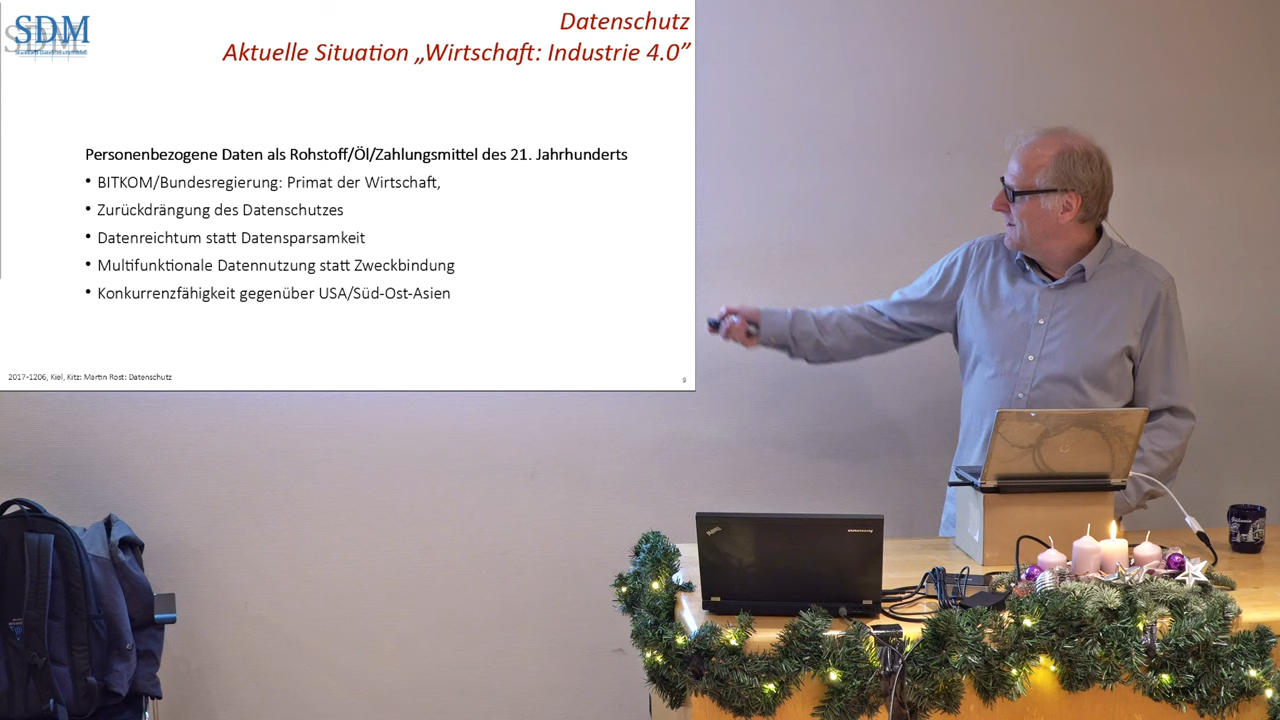 SDM
Datenschutz
Aktuelle Situation „Wirtschaft: Industrie 4.0”
Personenbezogene Daten als Rohstoff/Öl/Zahlungsmittel des 21. Jahrhunderts
• BITKOM/Bundesregierung: Primat der Wirtschaft,
• Zurückdrängung des Datenschutzes
• Datenreichtum statt Datensparsamkeit
• Multifunktionale Datennutzung statt Zweckbindung
• Konkurrenzfähigkeit gegenüber USA/Süd-Ost-Asien
2017-1206, Kiel, Kitz: Martin Rost: Datenschutz
9